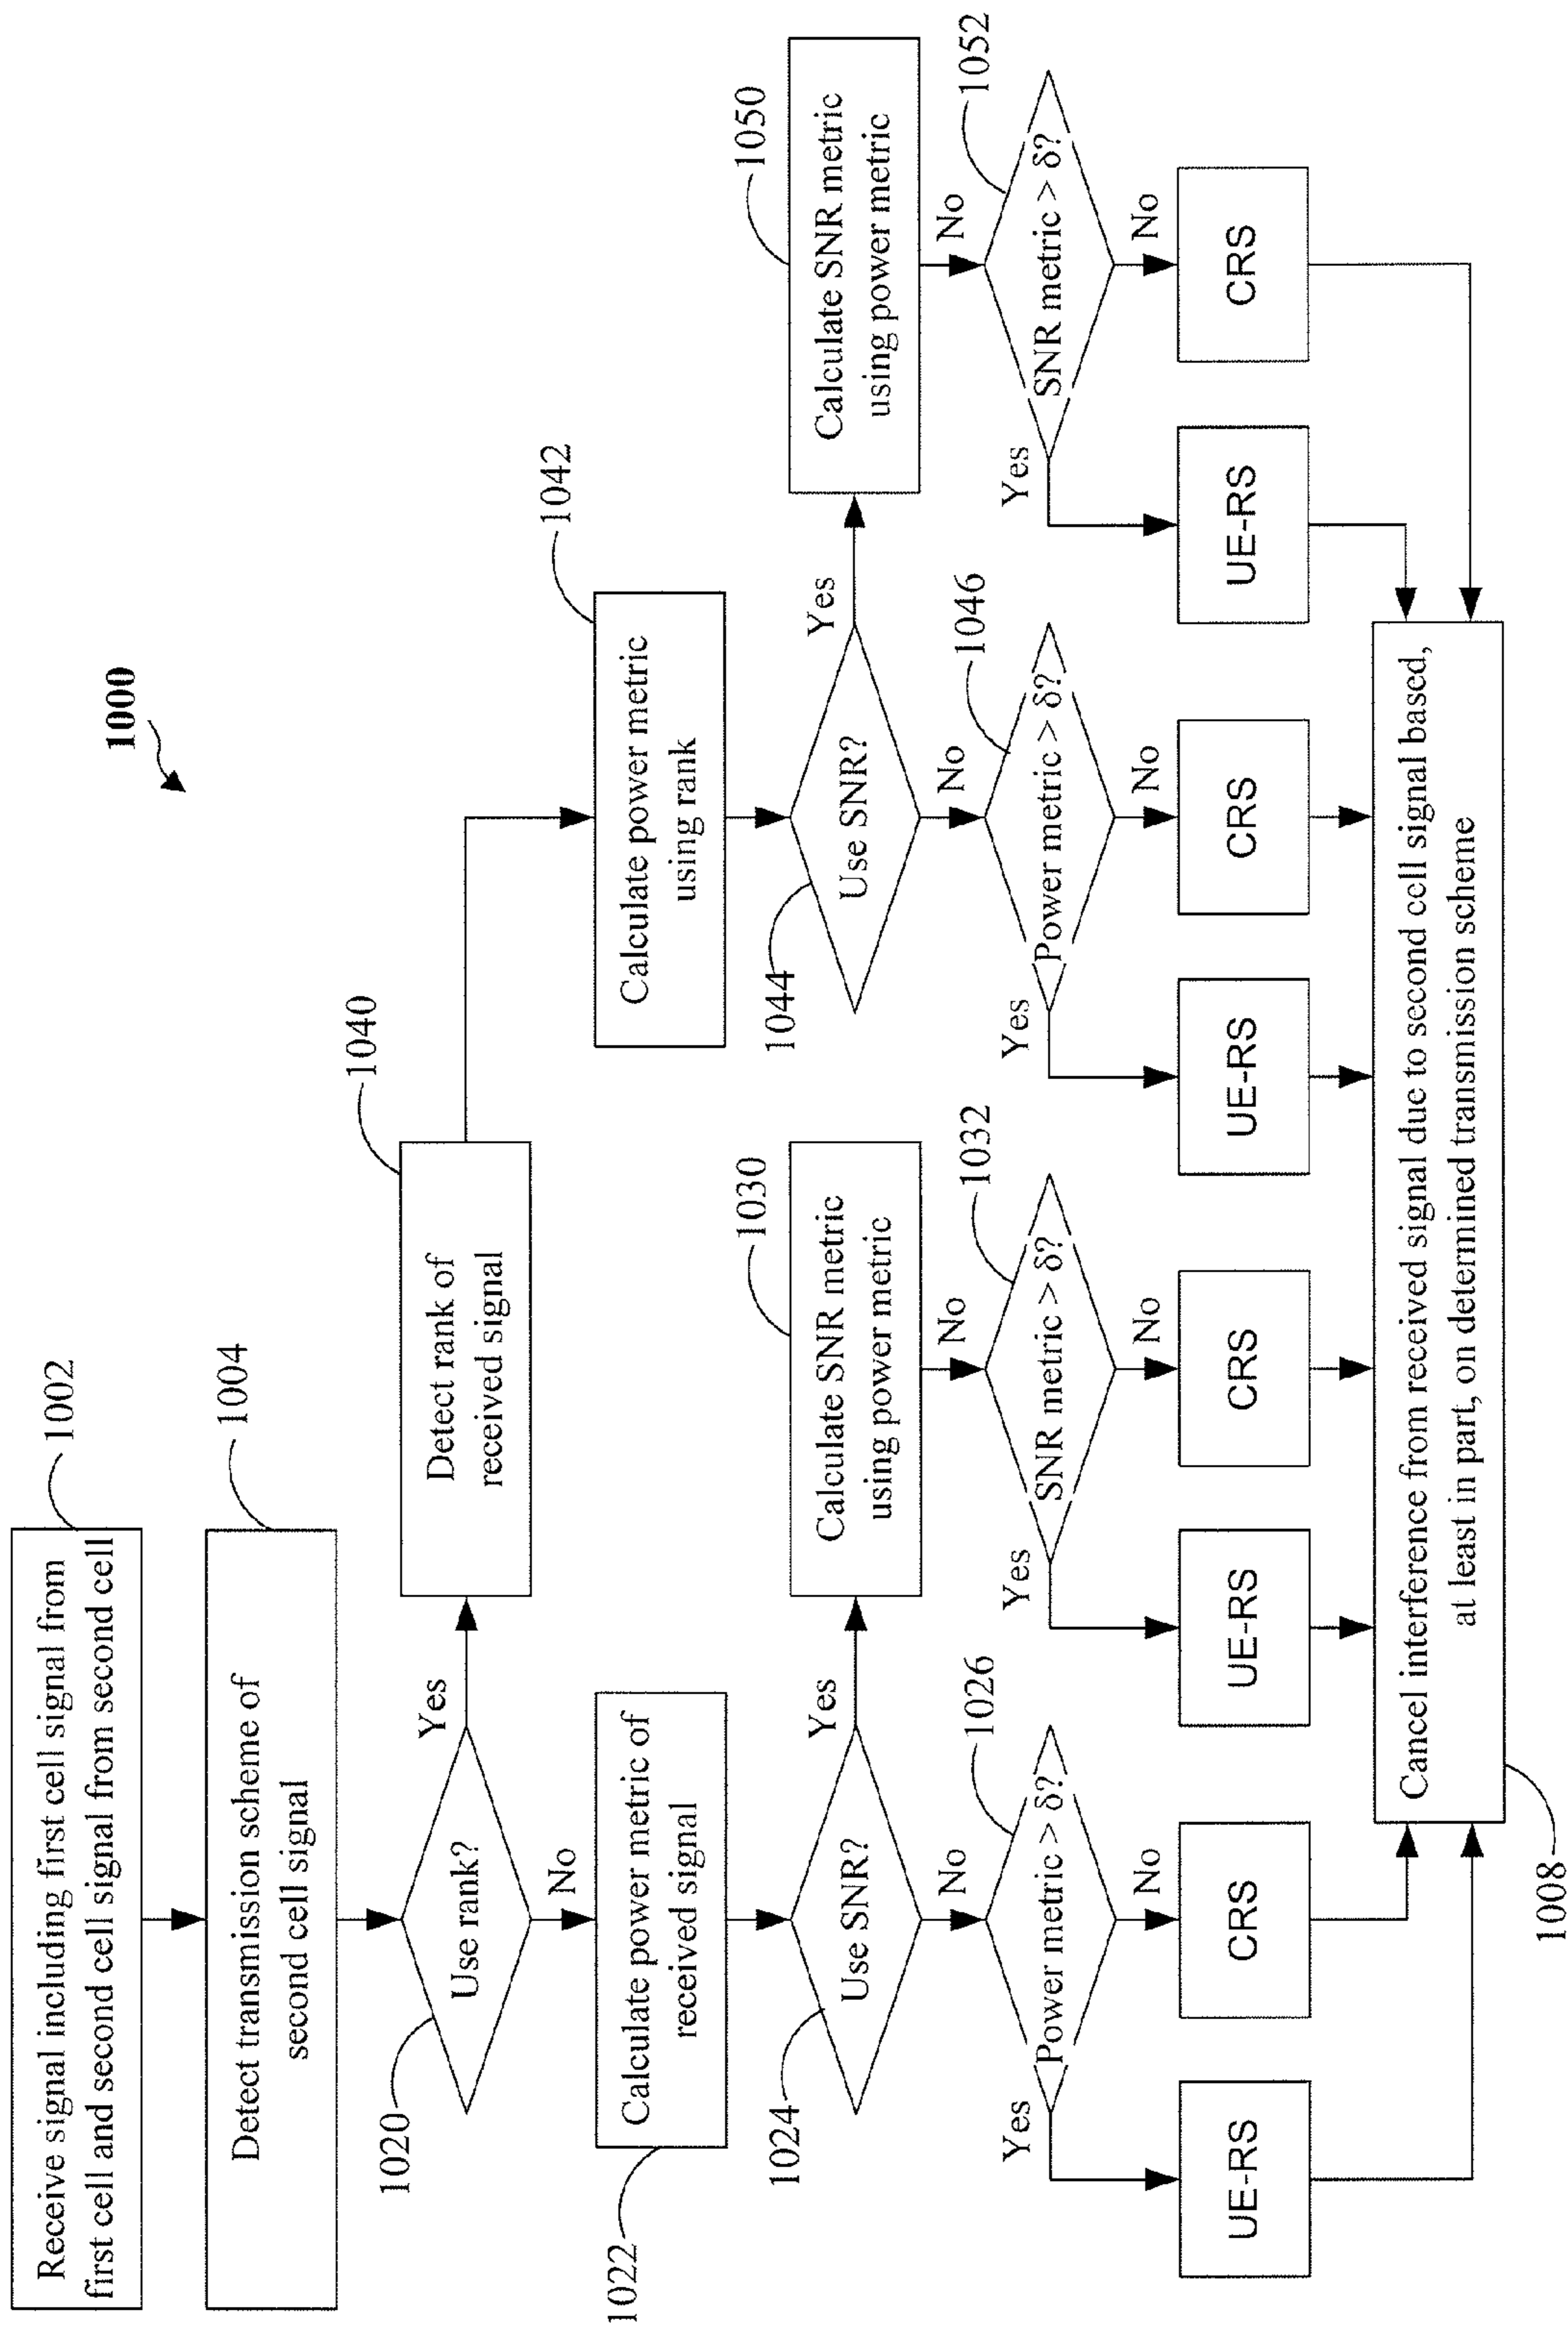 1000
Receive signal including first cell signal from
first cell and second cell signal from second cell
1002
Detect transmission scheme of
second cell signal
1004
Use rank?
1020
Yes
No
Detect rank of
received signal
1040
Calculate power metric of
received signal
1022
Calculate power metric
using rank
1042
Use SNR?
1024
Yes
No
Calculate SNR metric
using power metric
1030
No
Use SNR?
1044
Yes
No
Calculate SNR metric
using power metric
1050
No
Power metric > δ?
1026
Yes
No
SNR metric > δ?
1032
Yes
No
Power metric > δ?
1046
Yes
No
SNR metric > δ?
1052
Yes
No
UE-RS
CRS
UE-RS
CRS
UE-RS
CRS
UE-RS
CRS
Cancel interference from received signal due to second cell signal based,
at least in part, on determined transmission scheme
1008